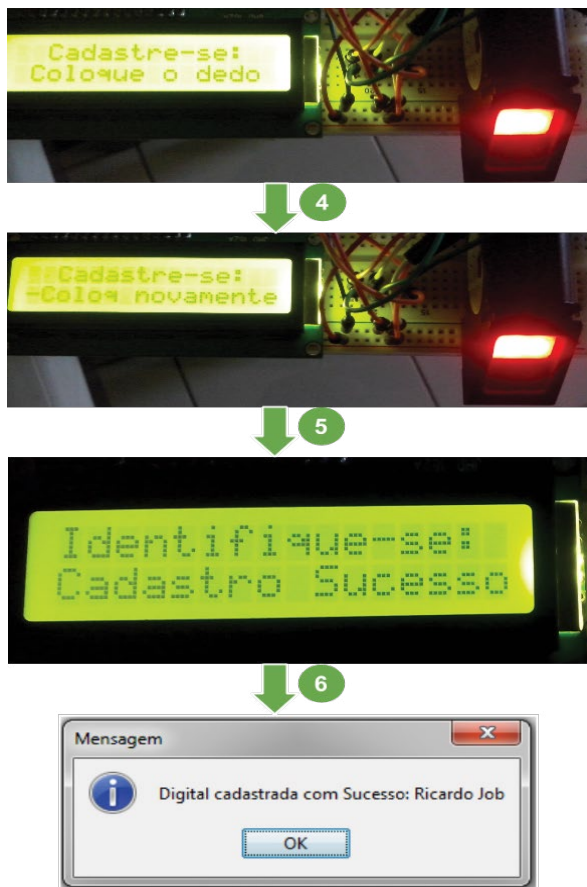 Cadastre-se:
Coloque o dedo
4
Cadastre-se:
-Coloq novamente
5
Identifique-se:
Cadastro Sucesso
6
Mensagem
Digital cadastrada com Sucesso: Ricardo Job
OK